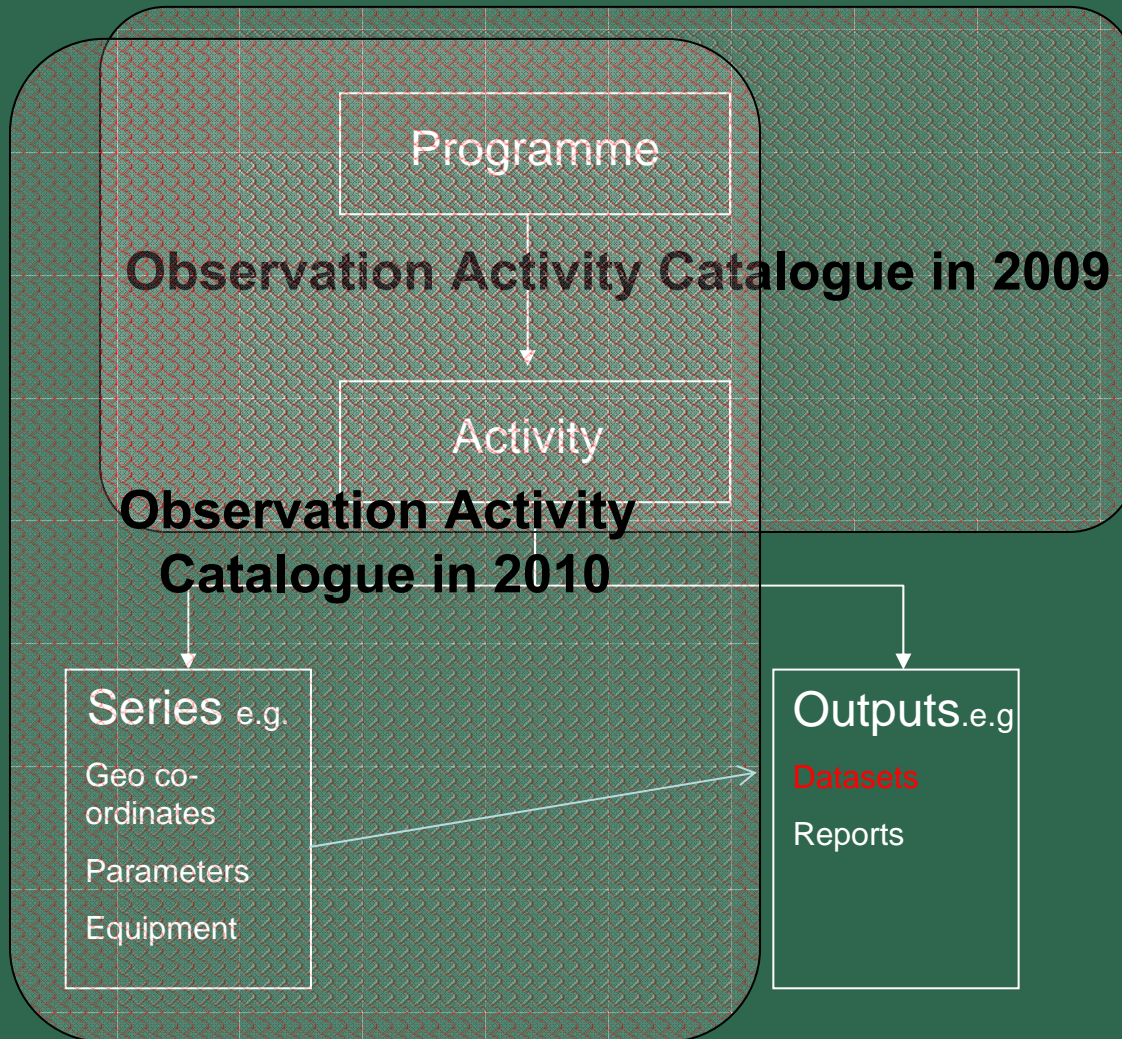 Programme
Observation Activity Catalogue in 2009
Activity
Observation Activity
Catalogue in 2010
Series e.g.
Geo co-
ordinates
Parameters
Equipment
Outputs.e.g
Datasets
Reports